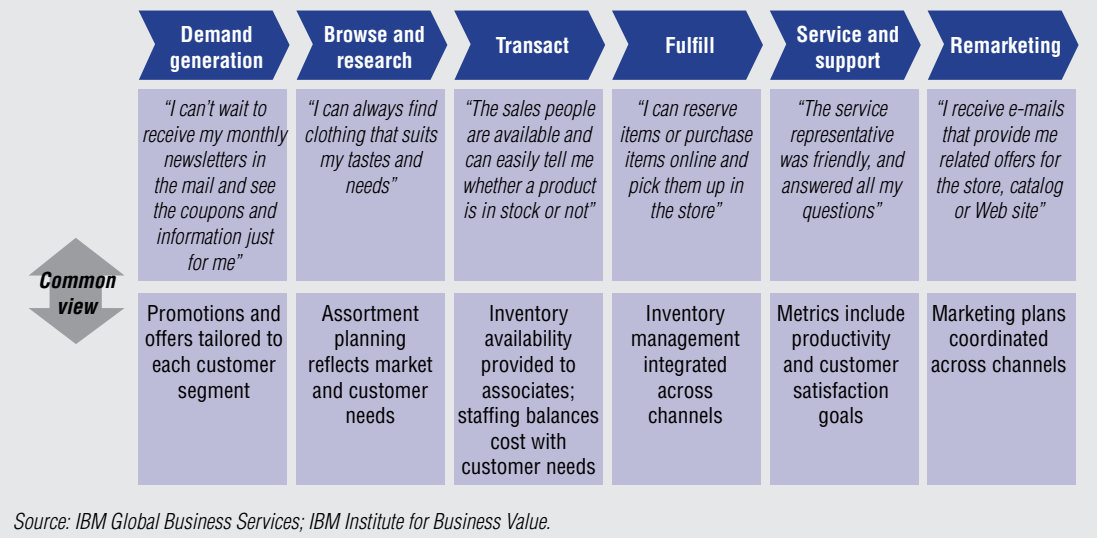 Demand
generation
Browse and
research
Transact
Fulfill
Service and
support
Remarketing
“I can’t wait to
receive my monthly
newsletters in
the mail and see
the coupons and
information just
for me”
“I can always find
clothing that suits
my tastes and
needs”
“The sales people
are available and
can easily tell me
whether a product
is in stock or not”
“I can reserve
items or purchase
items online and
pick them up in
the store”
“The service
representative
was friendly, and
answered all my
questions”
“I receive e-mails
that provide me
related offers for
the store, catalog
or Web site”
Common
view
Promotions and
offers tailored to
each customer
segment
Assortment
planning
reflects market
and customer
needs
Inventory
availability
provided to
associates;
staffing balances
cost with
customer needs
Inventory
management
integrated
across
channels
Metrics include
productivity
and customer
satisfaction
goals
Marketing plans
coordinated
across channels
Source: IBM Global Business Services; IBM Institute for Business Value.